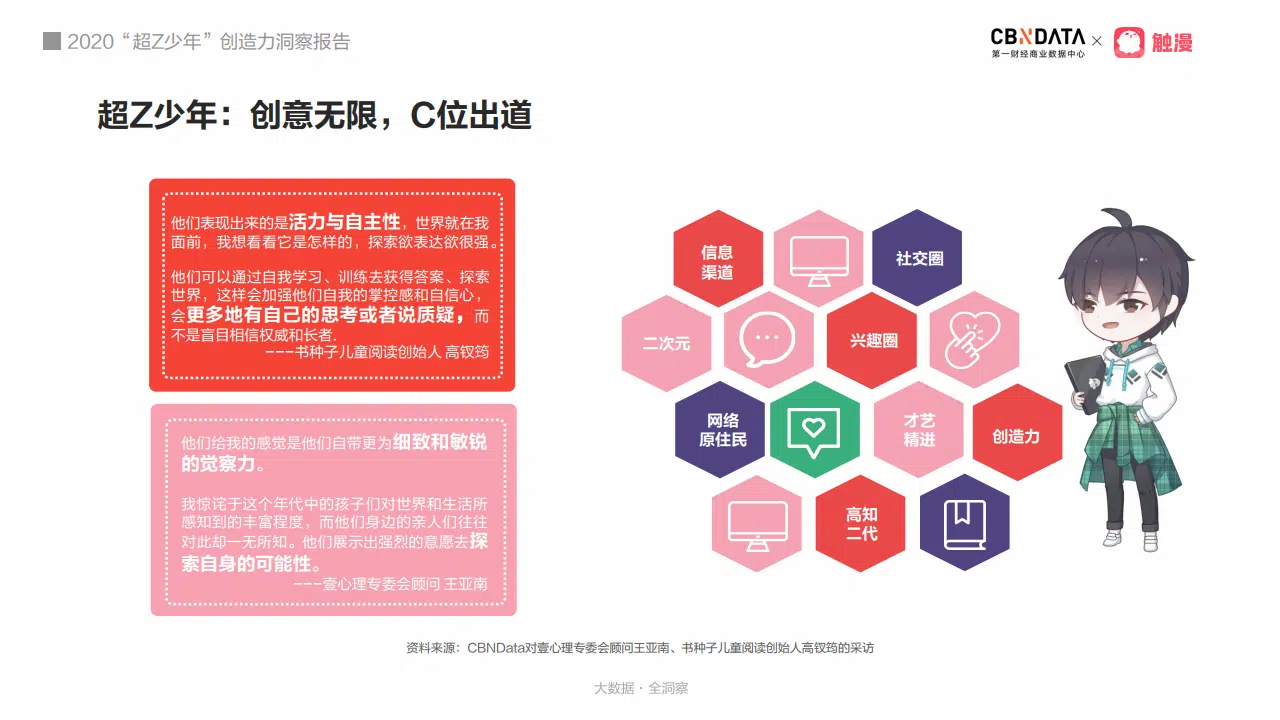 2020“超Z少年”创造力洞察报告
CBNDATA
第一财经商业数据中心
×
触漫
超Z少年：创意无限，C位出道
他们表现出来的是活力与自主性，世界就在我
面前，我想看看它是怎样的，探索欲表达欲很强。
他们可以通过自我学习、训练去获得答案、探索
世界，这样会加强他们自我的掌控感和自信心，
会更多地有自己的思考或者说质疑，而
不是盲目相信权威和长者.
———书种子儿童阅读创始人 高钗筠
他们给我的感觉是他们自带更为细致和敏锐
的觉察力。
我惊诧于这个年代中的孩子们对世界和生活所
感知到的丰富程度，而他们身边的亲人们往往
对此却一无所知。他们展示出强烈的意愿去探
索自身的可能性。
———壹心理专委会顾问 王亚南
信息
渠道
社交圈
二次元
兴趣圈
网络
原住民
才艺
精进
创造力
高知
二代
资料来源：CBNData对壹心理专委会顾问王亚南、书种子儿童阅读创始人高钗筠的采访
大数据·全洞察